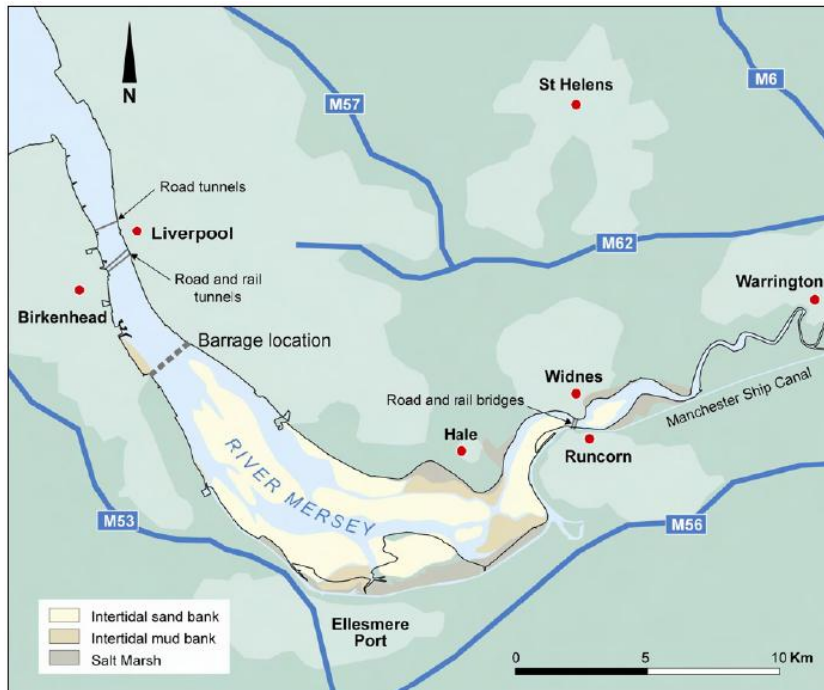 N
M57
St Helens
M6
Road tunnels
Liverpool
M62
Road and rail
tunnels
Warrington
Birkenhead
Barrage location
Widnes
Road and rail bridges
Manchester Ship Canal
Hale
Runcorn
RIVER MERSEY
M53
M56
Ellesmere
Port
Intertidal sand bank
Intertidal mud bank
Salt Marsh
0 5 10 Km